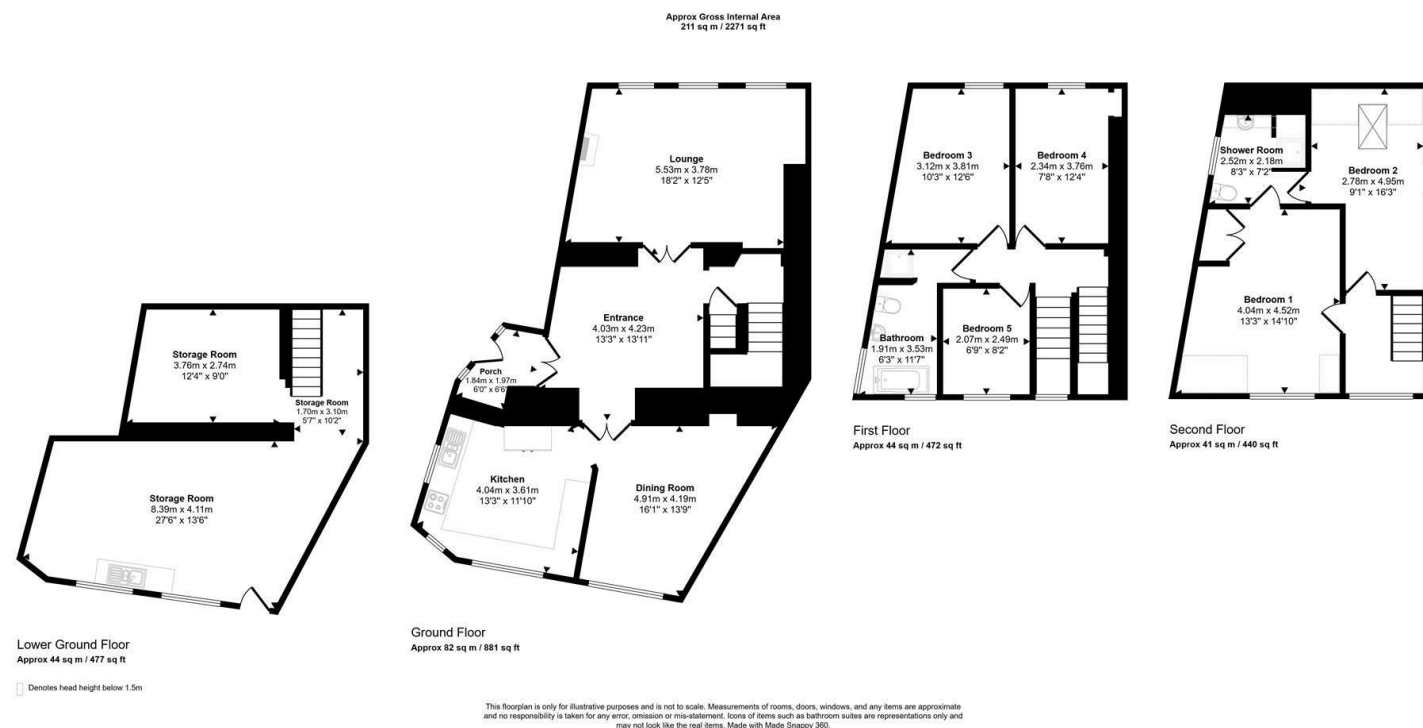 Approx Gross Internal Area
211 sq m / 2271 sq ft
Storage Room
3.76m x 2.74m
12'4" x 9'0"
Storage Room
1.70m x 3.10m
5'7" x 10'2"
Storage Room
8.39m x 4.11m
27'6" x 13'6"
Lower Ground Floor
Approx 44 sq m / 477 sq ft
Denotes head height below 1.5m
Lounge
5.53m x 3.78m
18'2" x 12'5"
Entrance
4.03m x 4.23m
13'3" x 13'11"
Porch
1.84m x 1.97m
6'0" x 6'6"
Kitchen
4.04m x 3.61m
13'3" x 11'10"
Dining Room
4.91m x 4.19m
16'1" x 13'9"
Ground Floor
Approx 82 sq m / 881 sq ft
Bedroom 3
3.12m x 3.81m
10'3" x 12'6"
Bedroom 4
2.34m x 3.76m
7'8" x 12'4"
Bathroom
1.91m x 3.53m
6'3" x 11'7"
Bedroom 5
2.07m x 2.49m
6'9" x 8'2"
First Floor
Approx 44 sq m / 472 sq ft
Shower Room
2.52m x 2.18m
8'3" x 7'2"
Bedroom 2
2.78m x 4.95m
9'1" x 16'3"
Bedroom 1
4.04m x 4.52m
13'3" x 14'10"
Second Floor
Approx 41 sq m / 440 sq ft
This floorplan is only for illustrative purposes and is not to scale. Measurements of rooms, doors, windows, and any items are approximate
and no responsibility is taken for any error, omission or mis-statement. Icons of items such as bathroom suites are representations only and
may not look like the real items. Made with Made Snappy 360.